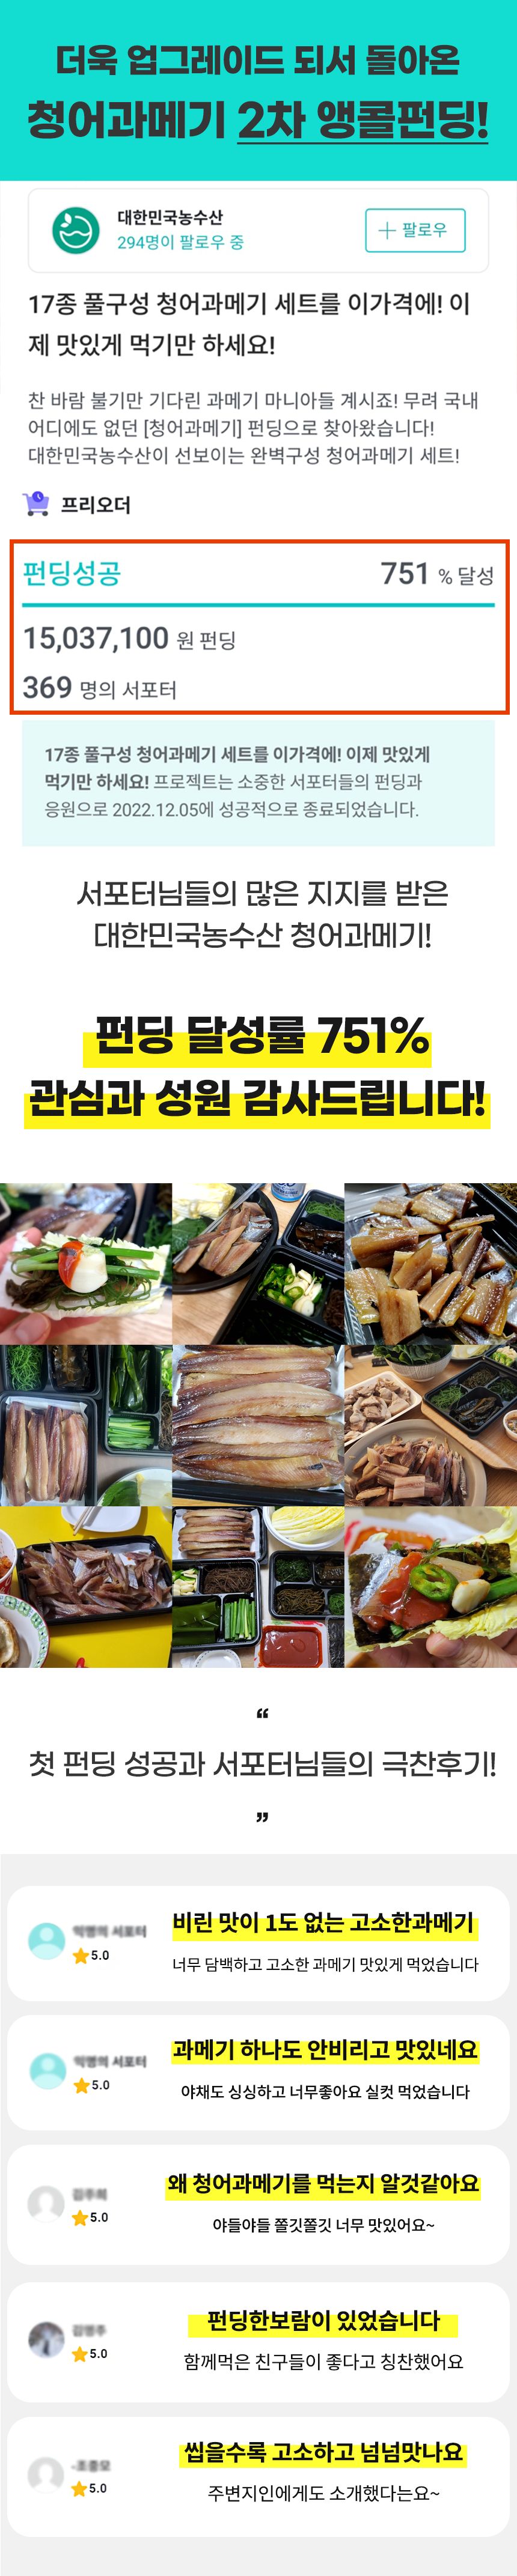 더욱 업그레이드 되서 돌아온
청어과메기 2차 앵콜펀딩!
대한민국농수산
294명이 팔로우 중
+ 팔로우
17종 풀구성 청어과메기 세트를 이가격에! 이
제 맛있게 먹기만 하세요!
찬 바람 불기만 기다린 과메기 마니아들 계시죠! 무려 국내
어디에도 없던 [청어과메기] 펀딩으로 찾아왔습니다!
대한민국농수산이 선보이는 완벽구성 청어과메기 세트!
프리오더
펀딩성공
751 % 달성
15,037,100 원 펀딩
369 명의 서포터
17종 풀구성 청어과메기 세트를 이가격에! 이제 맛있게
먹기만 하세요! 프로젝트는 소중한 서포터들의 펀딩과
응원으로 2022.12.05에 성공적으로 종료되었습니다.
서포터님들의 많은 지지를 받은
대한민국농수산 청어과메기!
펀딩 달성률 751%
관심과 성원 감사드립니다!
“
첫 펀딩 성공과 서포터님들의 극찬후기!
”
비린 맛이 1도 없는 고소한과메기
5.0
너무 담백하고 고소한 과메기 맛있게 먹었습니다
과메기 하나도 안비리고 맛있네요
5.0
야채도 싱싱하고 너무좋아요 실컷 먹었습니다
왜 청어과메기를 먹는지 알것같아요
5.0
야들야들 쫄깃쫄깃 너무 맛있어요~
펀딩한보람이 있었습니다
5.0
함께먹은 친구들이 좋다고 칭찬했어요
씹을수록 고소하고 넘넘맛나요
5.0
주변지인에게도 소개했다는요~